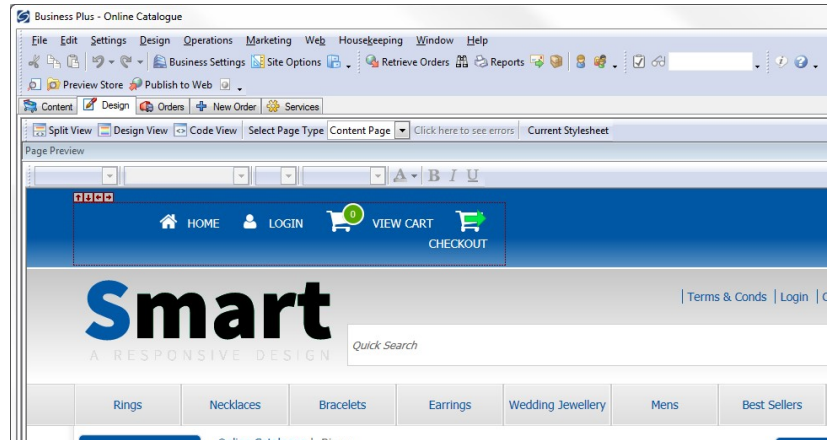 Business Plus - Online Catalogue
File Edit Settings Design Operations Marketing Web Housekeeping Window Help
Business Settings Site Options Retrieve Orders Reports
Preview Store Publish to Web
Content Design Orders New Order Services
Split View Design View Code View Select Page Type Content Page Click here to see errors Current Stylesheet
Page Preview
A B I U
HOME LOGIN 0 VIEW CART
CHECKOUT
Smart
A RESPONSIVE DESIGN
| Terms & Conds | Login |
Quick Search
Rings Necklaces Bracelets Earrings Wedding Jewellery Mens Best Sellers